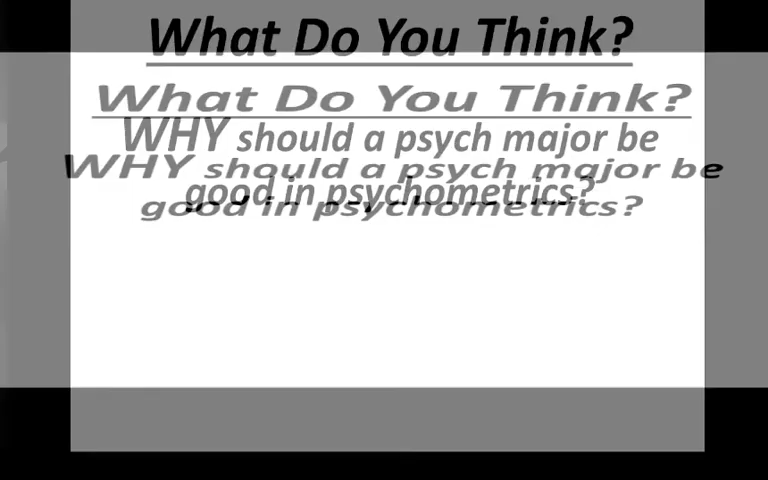 What Do You Think?
What Do You Think?
WHY should a psych major be
WHY should a psych major be
good in psychometrics?
good in psychometrics?